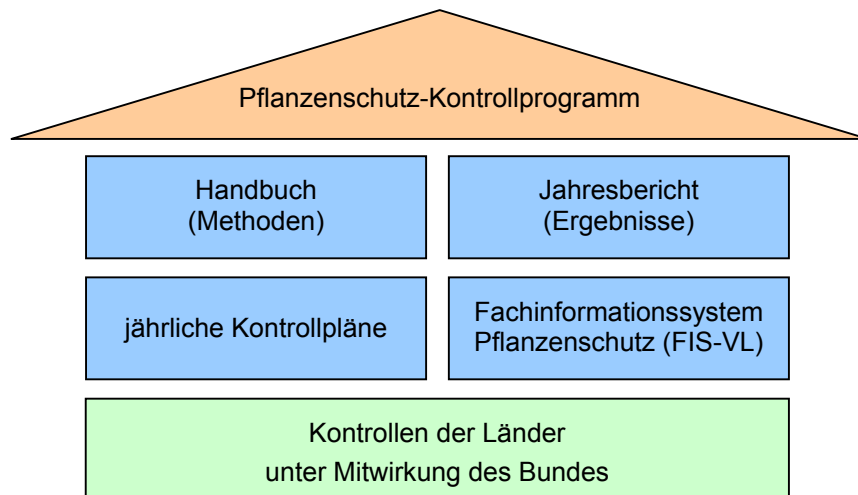 Pflanzenschutz-Kontrollprogramm
Handbuch
(Methoden)
Jahresbericht
(Ergebnisse)
jährliche Kontrollpläne
Fachinformationssystem
Pflanzenschutz (FIS-VL)
Kontrollen der Länder
unter Mitwirkung des Bundes